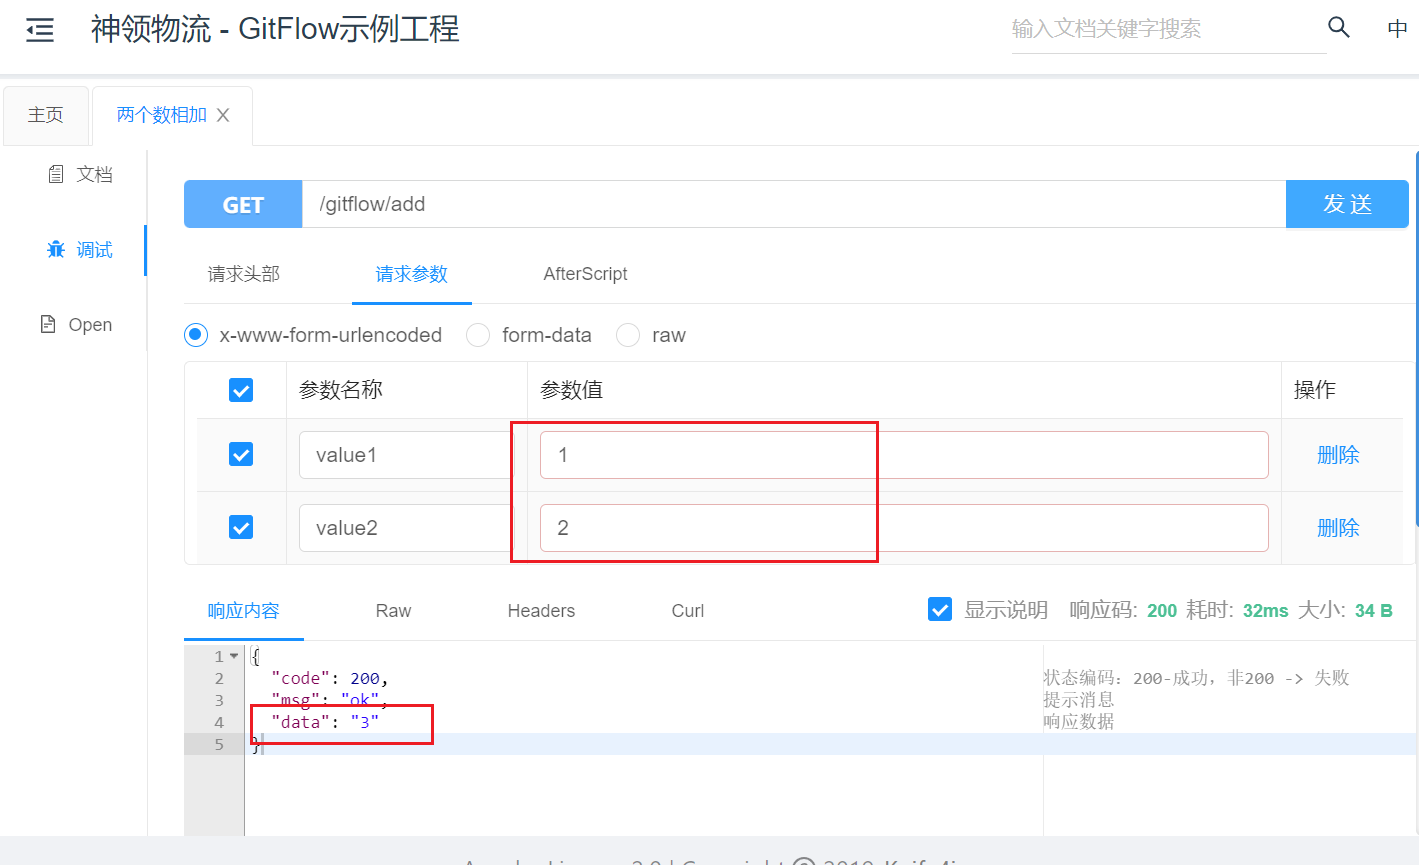 神领物流 - GitFlow示例工程
输入文档关键字搜索
中
主页
两个数相加
文档
调试
Open
GET
/gitflow/add
发 送
请求头部
请求参数
AfterScript
x-www-form-urlencoded
form-data
raw
参数名称
参数值
操作
value1
1
删除
value2
2
删除
响应内容
Raw
Headers
Curl
显示说明
响应码: 200 耗时: 32ms 大小: 34 B
1 {
2 "code": 200,
状态编码: 200-成功, 非200 -> 失败
3 "msg": "ok",
提示消息
4 "data": "3"
响应数据
5 }